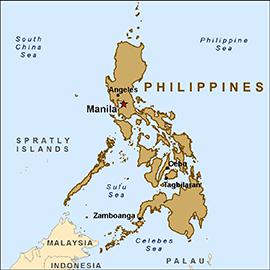 South
China
Sea
Philippine
Sea
Angeles
PHILIPPINES
Manila
SPRATLY
ISLANDS
Cebu
Tagbilaran
Sulu
Sea
Zamboanga
MALAYSIA
Celebes
Sea
INDONESIA
PALAU